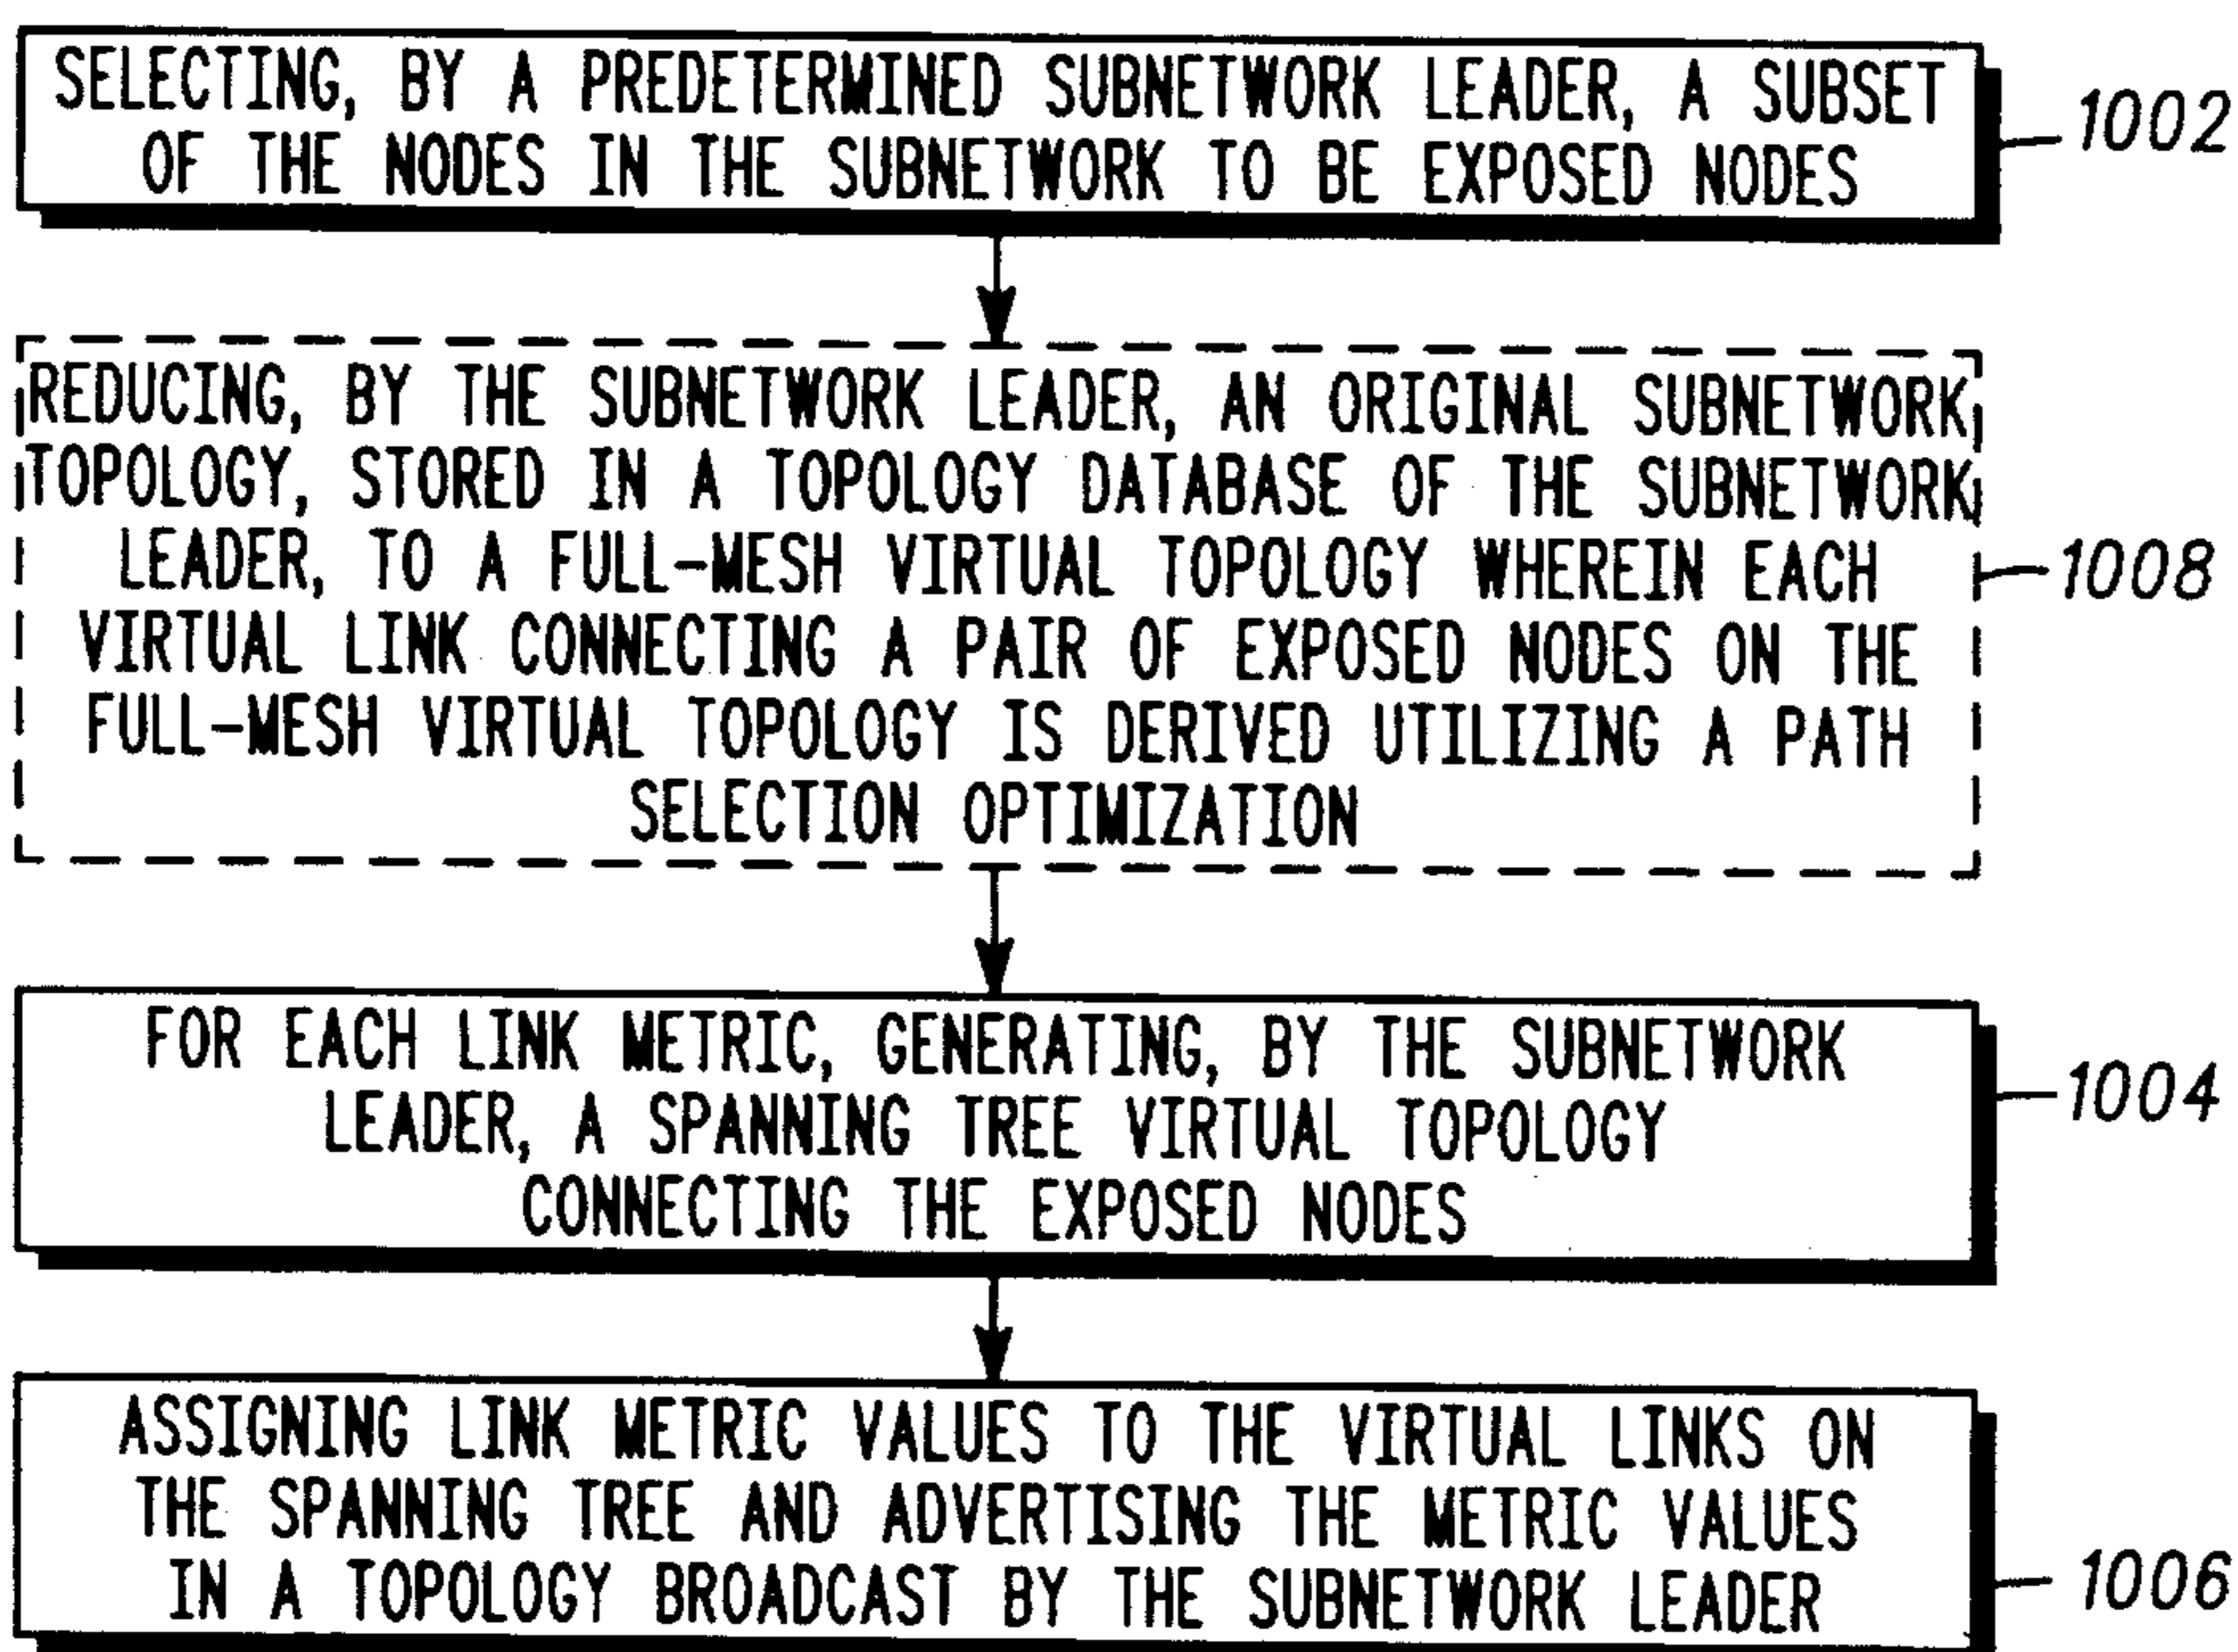 SELECTING, BY A PREDETERMINED SUBNETWORK LEADER, A SUBSET
OF THE NODES IN THE SUBNETWORK TO BE EXPOSED NODES
1002
REDUCING, BY THE SUBNETWORK LEADER, AN ORIGINAL SUBNETWORK
TOPOLOGY, STORED IN A TOPOLOGY DATABASE OF THE SUBNETWORK
LEADER, TO A FULL-MESH VIRTUAL TOPOLOGY WHEREIN EACH
VIRTUAL LINK CONNECTING A PAIR OF EXPOSED NODES ON THE
FULL-MESH VIRTUAL TOPOLOGY IS DERIVED UTILIZING A PATH
SELECTION OPTIMIZATION
1008
FOR EACH LINK METRIC, GENERATING, BY THE SUBNETWORK
LEADER, A SPANNING TREE VIRTUAL TOPOLOGY
CONNECTING THE EXPOSED NODES
1004
ASSIGNING LINK METRIC VALUES TO THE VIRTUAL LINKS ON
THE SPANNING TREE AND ADVERTISING THE METRIC VALUES
IN A TOPOLOGY BROADCAST BY THE SUBNETWORK LEADER
1006